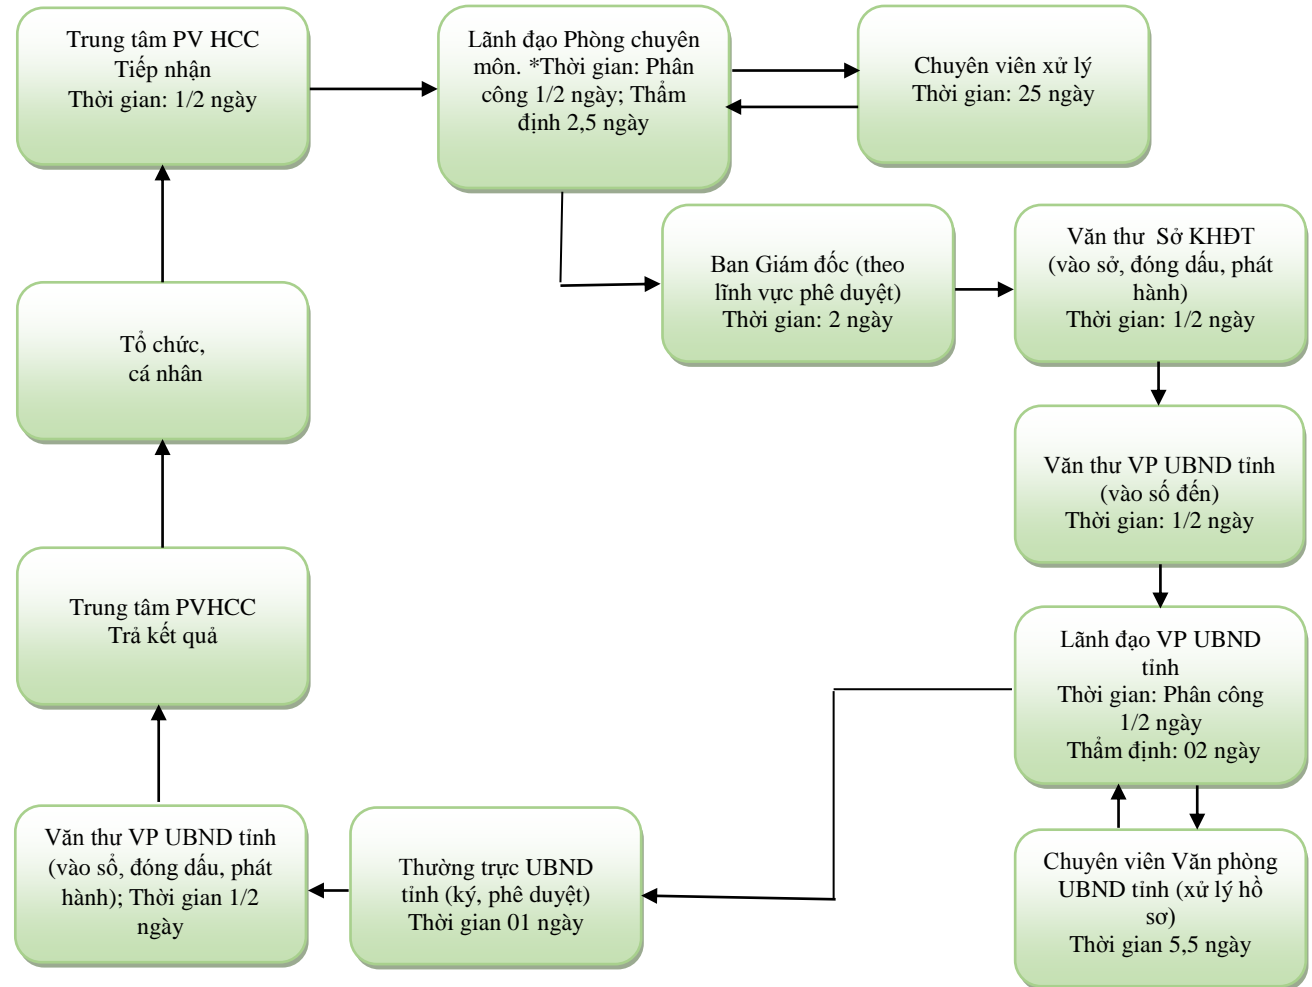 Trung tâm PV HCC
Tiếp nhận
Thời gian: 1/2 ngày
Lãnh đạo Phòng chuyên
môn. *Thời gian: Phân
công 1/2 ngày; Thẩm
định 2,5 ngày
Chuyên viên xử lý
Thời gian: 25 ngày
Ban Giám đốc (theo
lĩnh vực phê duyệt)
Thời gian: 2 ngày
Văn thư Sở KHĐT
(vào sở, đóng dấu, phát
hành)
Thời gian: 1/2 ngày
Tổ chức,
cá nhân
Văn thư VP UBND tỉnh
(vào số đến)
Thời gian: 1/2 ngày
Trung tâm PVHCC
Trả kết quả
Lãnh đạo VP UBND
tỉnh
Thời gian: Phân công
1/2 ngày
Thẩm định: 02 ngày
Văn thư VP UBND tỉnh
(vào sổ, đóng dấu, phát
hành); Thời gian 1/2
ngày
Thường trực UBND
tỉnh (ký, phê duyệt)
Thời gian 01 ngày
Chuyên viên Văn phòng
UBND tỉnh (xử lý hồ
sơ)
Thời gian 5,5 ngày